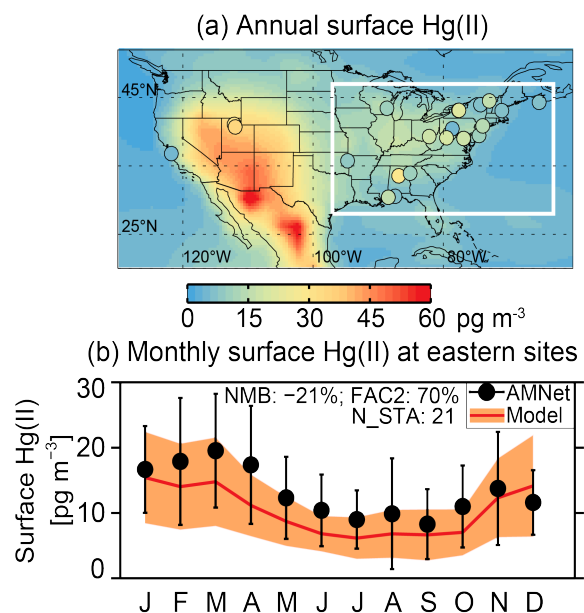 (a) Annual surface Hg(II)
45°N
25°N
120°W 100°W 80°W
0 15 30 45 60 pg m⁻³
(b) Monthly surface Hg(II) at eastern sites
Surface Hg(II)
[pg m⁻³]
30
20
10
0
NMB: −21%; FAC2: 70%
N_STA: 21
AMNet
Model
J F M A M J J A S O N D